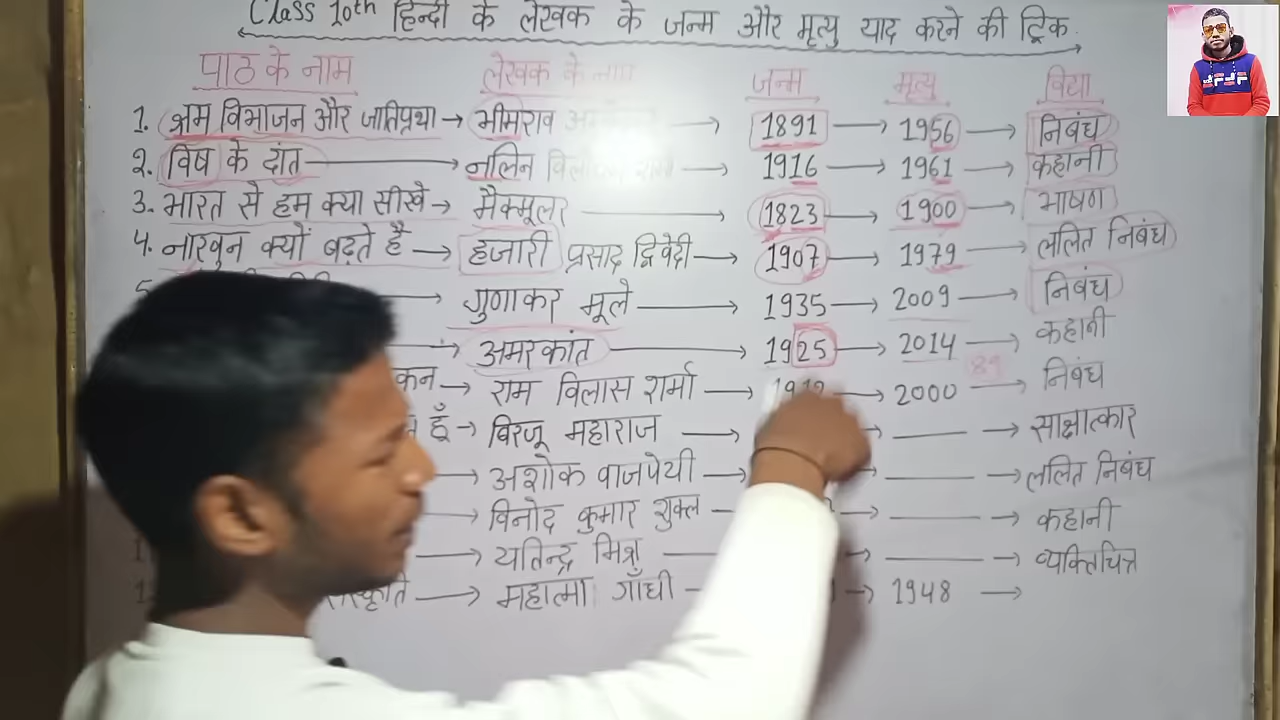 Class 10th हिन्दी के लेखक के जन्म और मृत्यु याद करने की ट्रिक
पाठ के नाम लेखक के नाम जन्म मृत्यु विद्या
1. श्रम विभाजन और जातिप्रथा → भीमराव → 1891 → 1956 → निबंध
2. विष के दांत → नलिन → 1916 → 1961 → कहानी
3. भारत से हम क्या सीखे → मैक्मूलर → 1823 → 1900 → भाषण
4. नाखुन क्यों बढ़ते है → हजारी प्रसाद द्विवेदी → 1907 → 1979 → ललित निबंध
→ गुणाकर मूले → 1935 → 2009 → निबंध
→ अमरकांत → 1925 → 2014 → कहानी
→ राम विलास शर्मा → → 2000 89 → निबंध
हूँ → बिरजू महाराज → → साक्षात्कार
→ अशोक वाजपेयी → → ललित निबंध
→ विनोद कुमार शुक्ल → कहानी
→ यतिन्द्र मिश्रा → व्यक्तिचित्र
→ महात्मा गाँधी → 1948 →